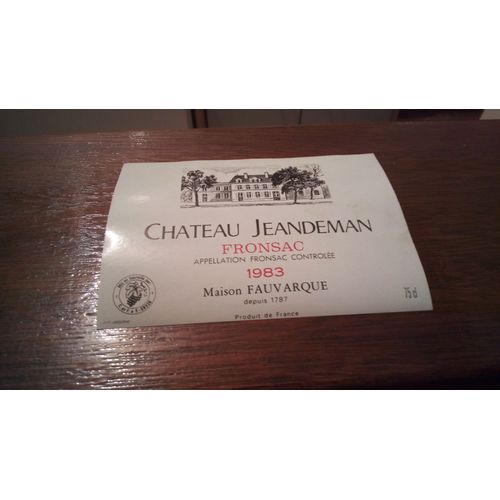 CHATEAU JEANDEMAN
FRONSAC
APPELLATION FRONSAC CONTROLÉE
1983
Maison FAUVARQUE
depuis 1787
75 cl
Produit de France